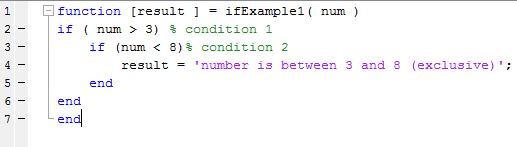 1 function [result ] = ifExample1( num )
2 - if ( num > 3) % condition 1
3 -     if (num < 8)% condition 2
4 -         result = 'number is between 3 and 8 (exclusive)';
5 -     end
6 - end
7 - end